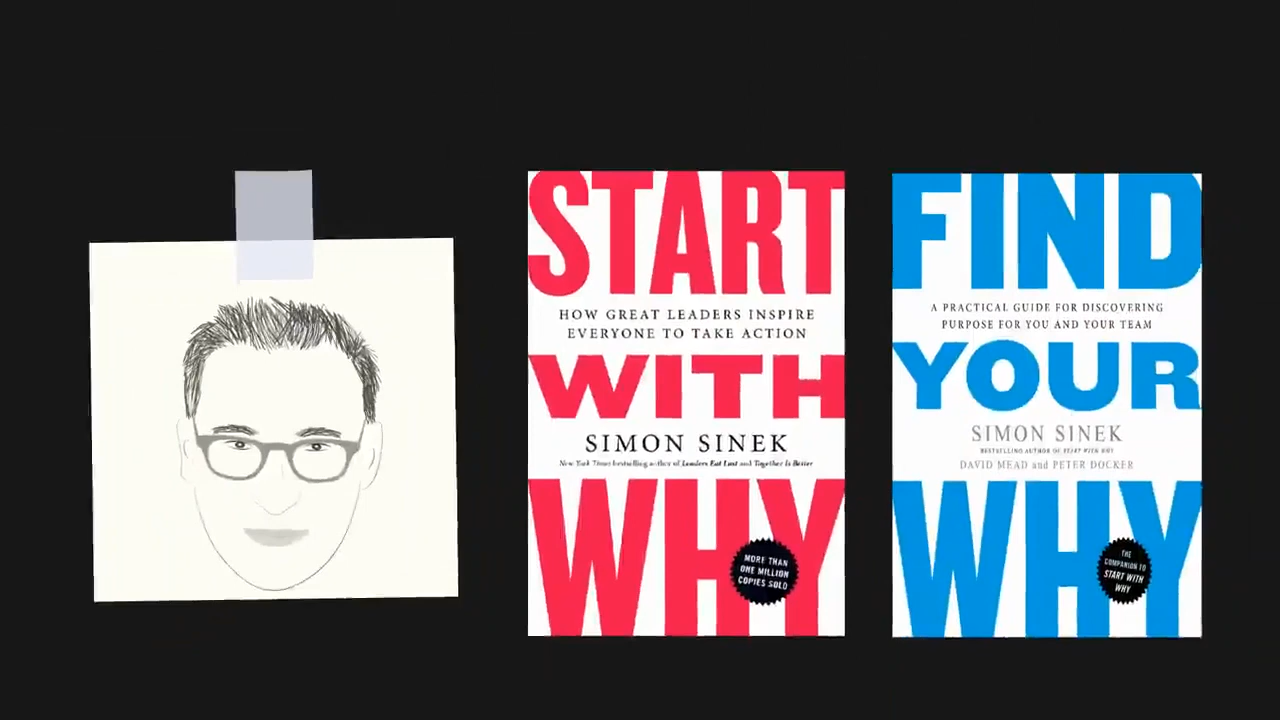 START
HOW GREAT LEADERS INSPIRE
EVERYONE TO TAKE ACTION
WITH
SIMON SINEK
New York Times bestselling author of Leaders Eat Last and Together Is Better
WHY
MORE THAN
ONE MILLION
COPIES SOLD
FIND
A PRACTICAL GUIDE FOR DISCOVERING
PURPOSE FOR YOU AND YOUR TEAM
YOUR
SIMON SINEK
BESTSELLING AUTHOR OF START WITH WHY
DAVID MEAD and PETER DOCKER
WHY
THE
COMPANION TO
START WITH
WHY